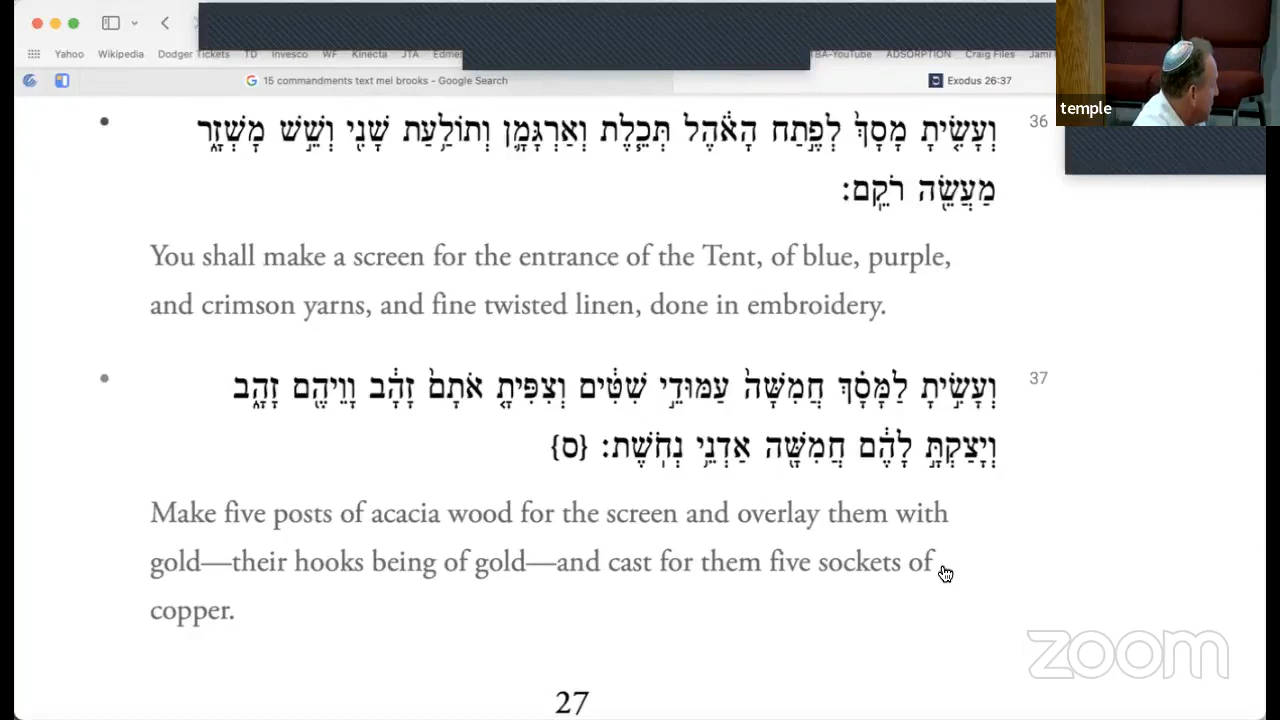 Yahoo Wikipedia Dodger Tickets TD Invesco WF Kinecta JTA TBA-YouTube ADSORPTION Craig Files
15 commandments text mel brooks - Google Search
Exodus 26:37
temple
36
וְעָשִׂ֤יתָ מָסָךְ֙ לְפֶ֣תַח הָאֹ֔הֶל תְּכֵ֧לֶת וְאַרְגָּמָ֛ן וְתוֹלַ֥עַת שָׁנִ֖י וְשֵׁ֣שׁ מׇשְׁזָ֑ר
מַעֲשֵׂ֖ה רֹקֵֽם׃
You shall make a screen for the entrance of the Tent, of blue, purple,
and crimson yarns, and fine twisted linen, done in embroidery.
37
וְעָשִׂ֣יתָ לַמָּסָ֗ךְ חֲמִשָּׁה֙ עַמּוּדֵ֣י שִׁטִּ֔ים וְצִפִּיתָ֤ אֹתָם֙ זָהָ֔ב וָוֵיהֶ֖ם זָהָ֑ב
וְיָצַקְתָּ֣ לָהֶ֔ם חֲמִשָּׁ֖ה אַדְנֵ֥י נְחֹֽשֶׁת׃ {ס}
Make five posts of acacia wood for the screen and overlay them with
gold—their hooks being of gold—and cast for them five sockets of
copper.
27
zoom